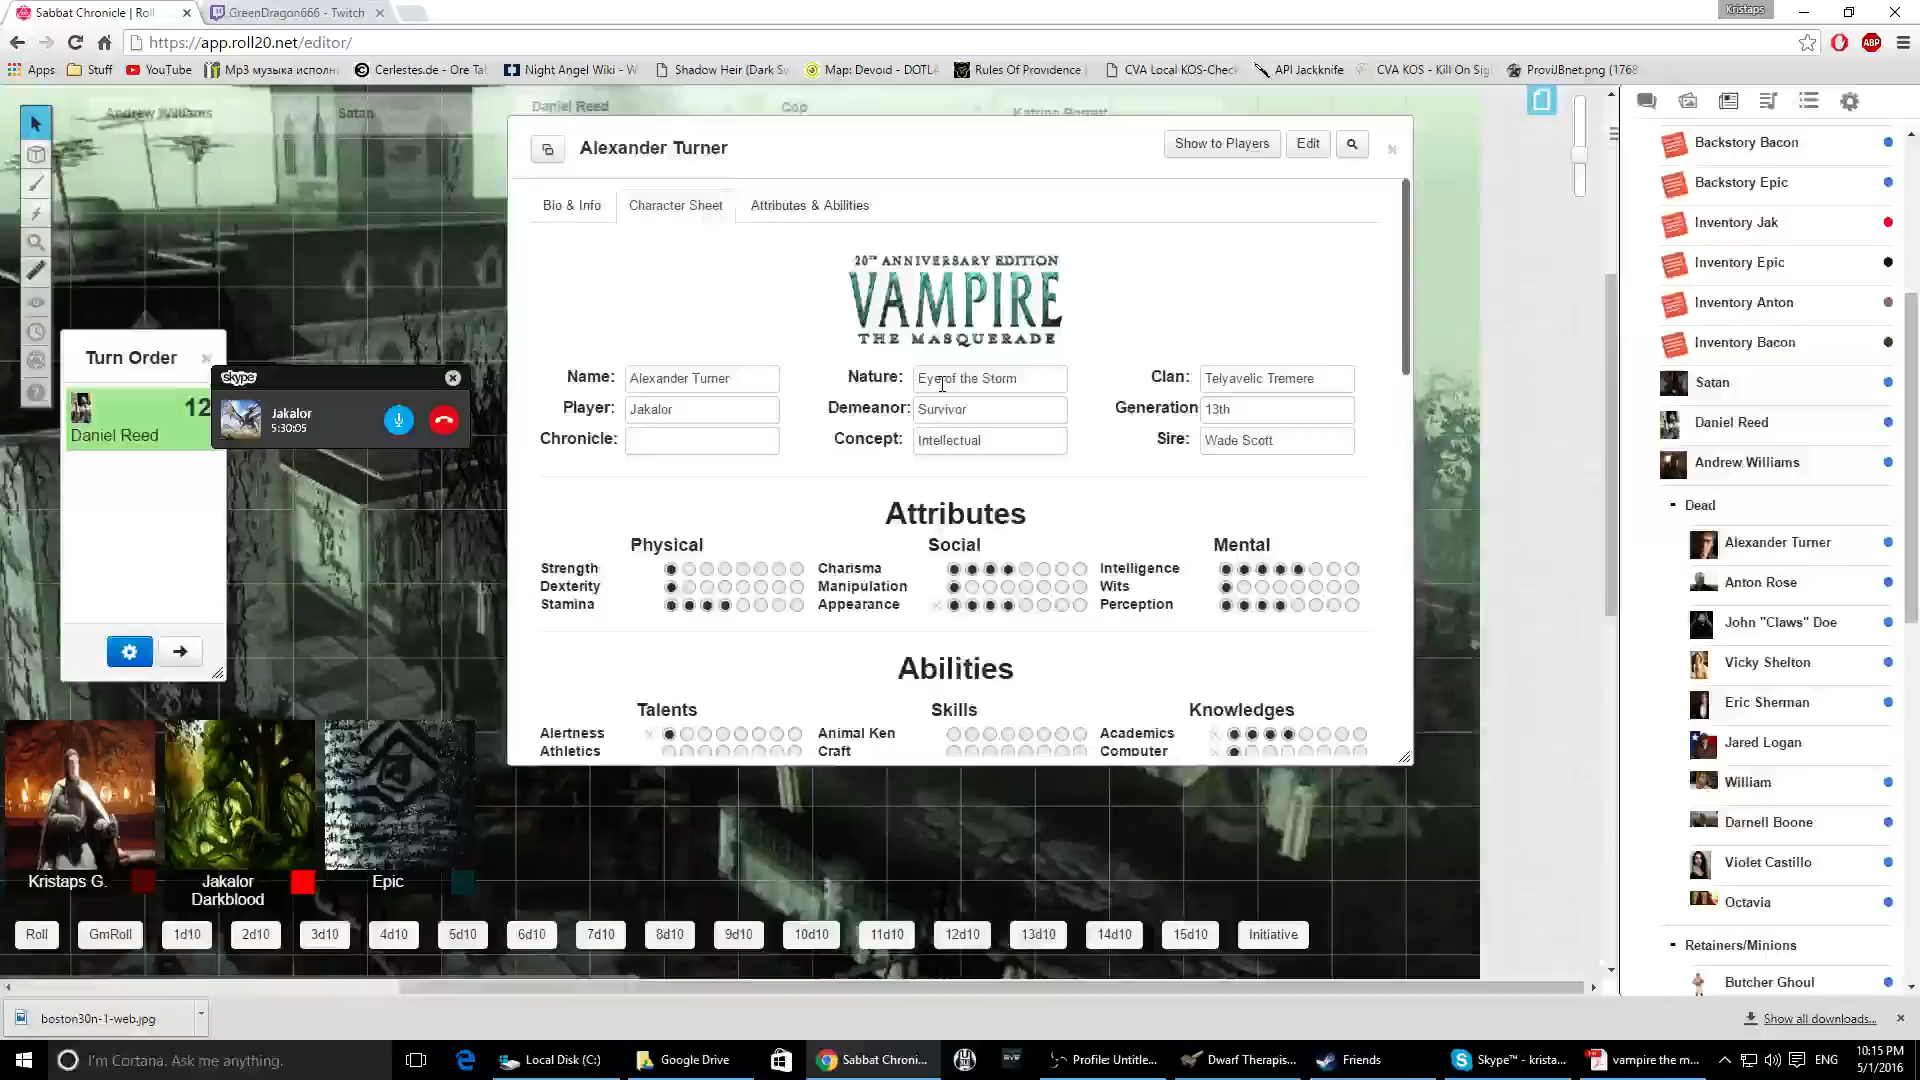 Sabbat Chronicle | Roll
GreenDragon666 - Twitch
Kristaps
https://app.roll20.net/editor/
Apps
Stuff
YouTube
Mp3 музыка исполн
Cerlestes.de - Ore Tal
Night Angel Wiki - W
Shadow Heir (Dark Su
Map: Devoid - DOTLA
Rules Of Providence
CVA Local KOS-Check
API Jackknife
CVA KOS - Kill On Sig
ProviJBnet.png (1768
ABP
Andrew Williams
Satan
Daniel Reed
Cop
Alexander Turner
Show to Players
Edit
Bio & Info
Character Sheet
Attributes & Abilities
20TH ANNIVERSARY EDITION
VAMPIRE
THE MASQUERADE
Name: Alexander Turner
Nature: Eye of the Storm
Clan: Telyavelic Tremere
Player: Jakalor
Demeanor: Survivor
Generation 13th
Chronicle:
Concept: Intellectual
Sire: Wade Scott
Attributes
Physical
Social
Mental
Strength
Charisma
Intelligence
Dexterity
Manipulation
Wits
Stamina
Appearance
Perception
Abilities
Talents
Skills
Knowledges
Alertness
Animal Ken
Academics
Athletics
Craft
Computer
Turn Order
12
Daniel Reed
skype
Jakalor
5:30:05
Kristaps G.
Jakalor
Darkblood
Epic
Roll
GmRoll
1d10
2d10
3d10
4d10
5d10
6d10
7d10
8d10
9d10
10d10
11d10
12d10
13d10
14d10
15d10
Initiative
Backstory Bacon
Backstory Epic
Inventory Jak
Inventory Epic
Inventory Anton
Inventory Bacon
Satan
Daniel Reed
Andrew Williams
Dead
Alexander Turner
Anton Rose
John "Claws" Doe
Vicky Shelton
Eric Sherman
Jared Logan
William
Darnell Boone
Violet Castillo
Octavia
Retainers/Minions
Butcher Ghoul
boston30n-1-web.jpg
Show all downloads...
I'm Cortana. Ask me anything.
Local Disk (C:)
Google Drive
Sabbat Chroni...
Profile: Untitle...
Dwarf Therapis...
Friends
Skype™ - krista...
vampire the m...
ENG
10:15 PM
5/1/2016